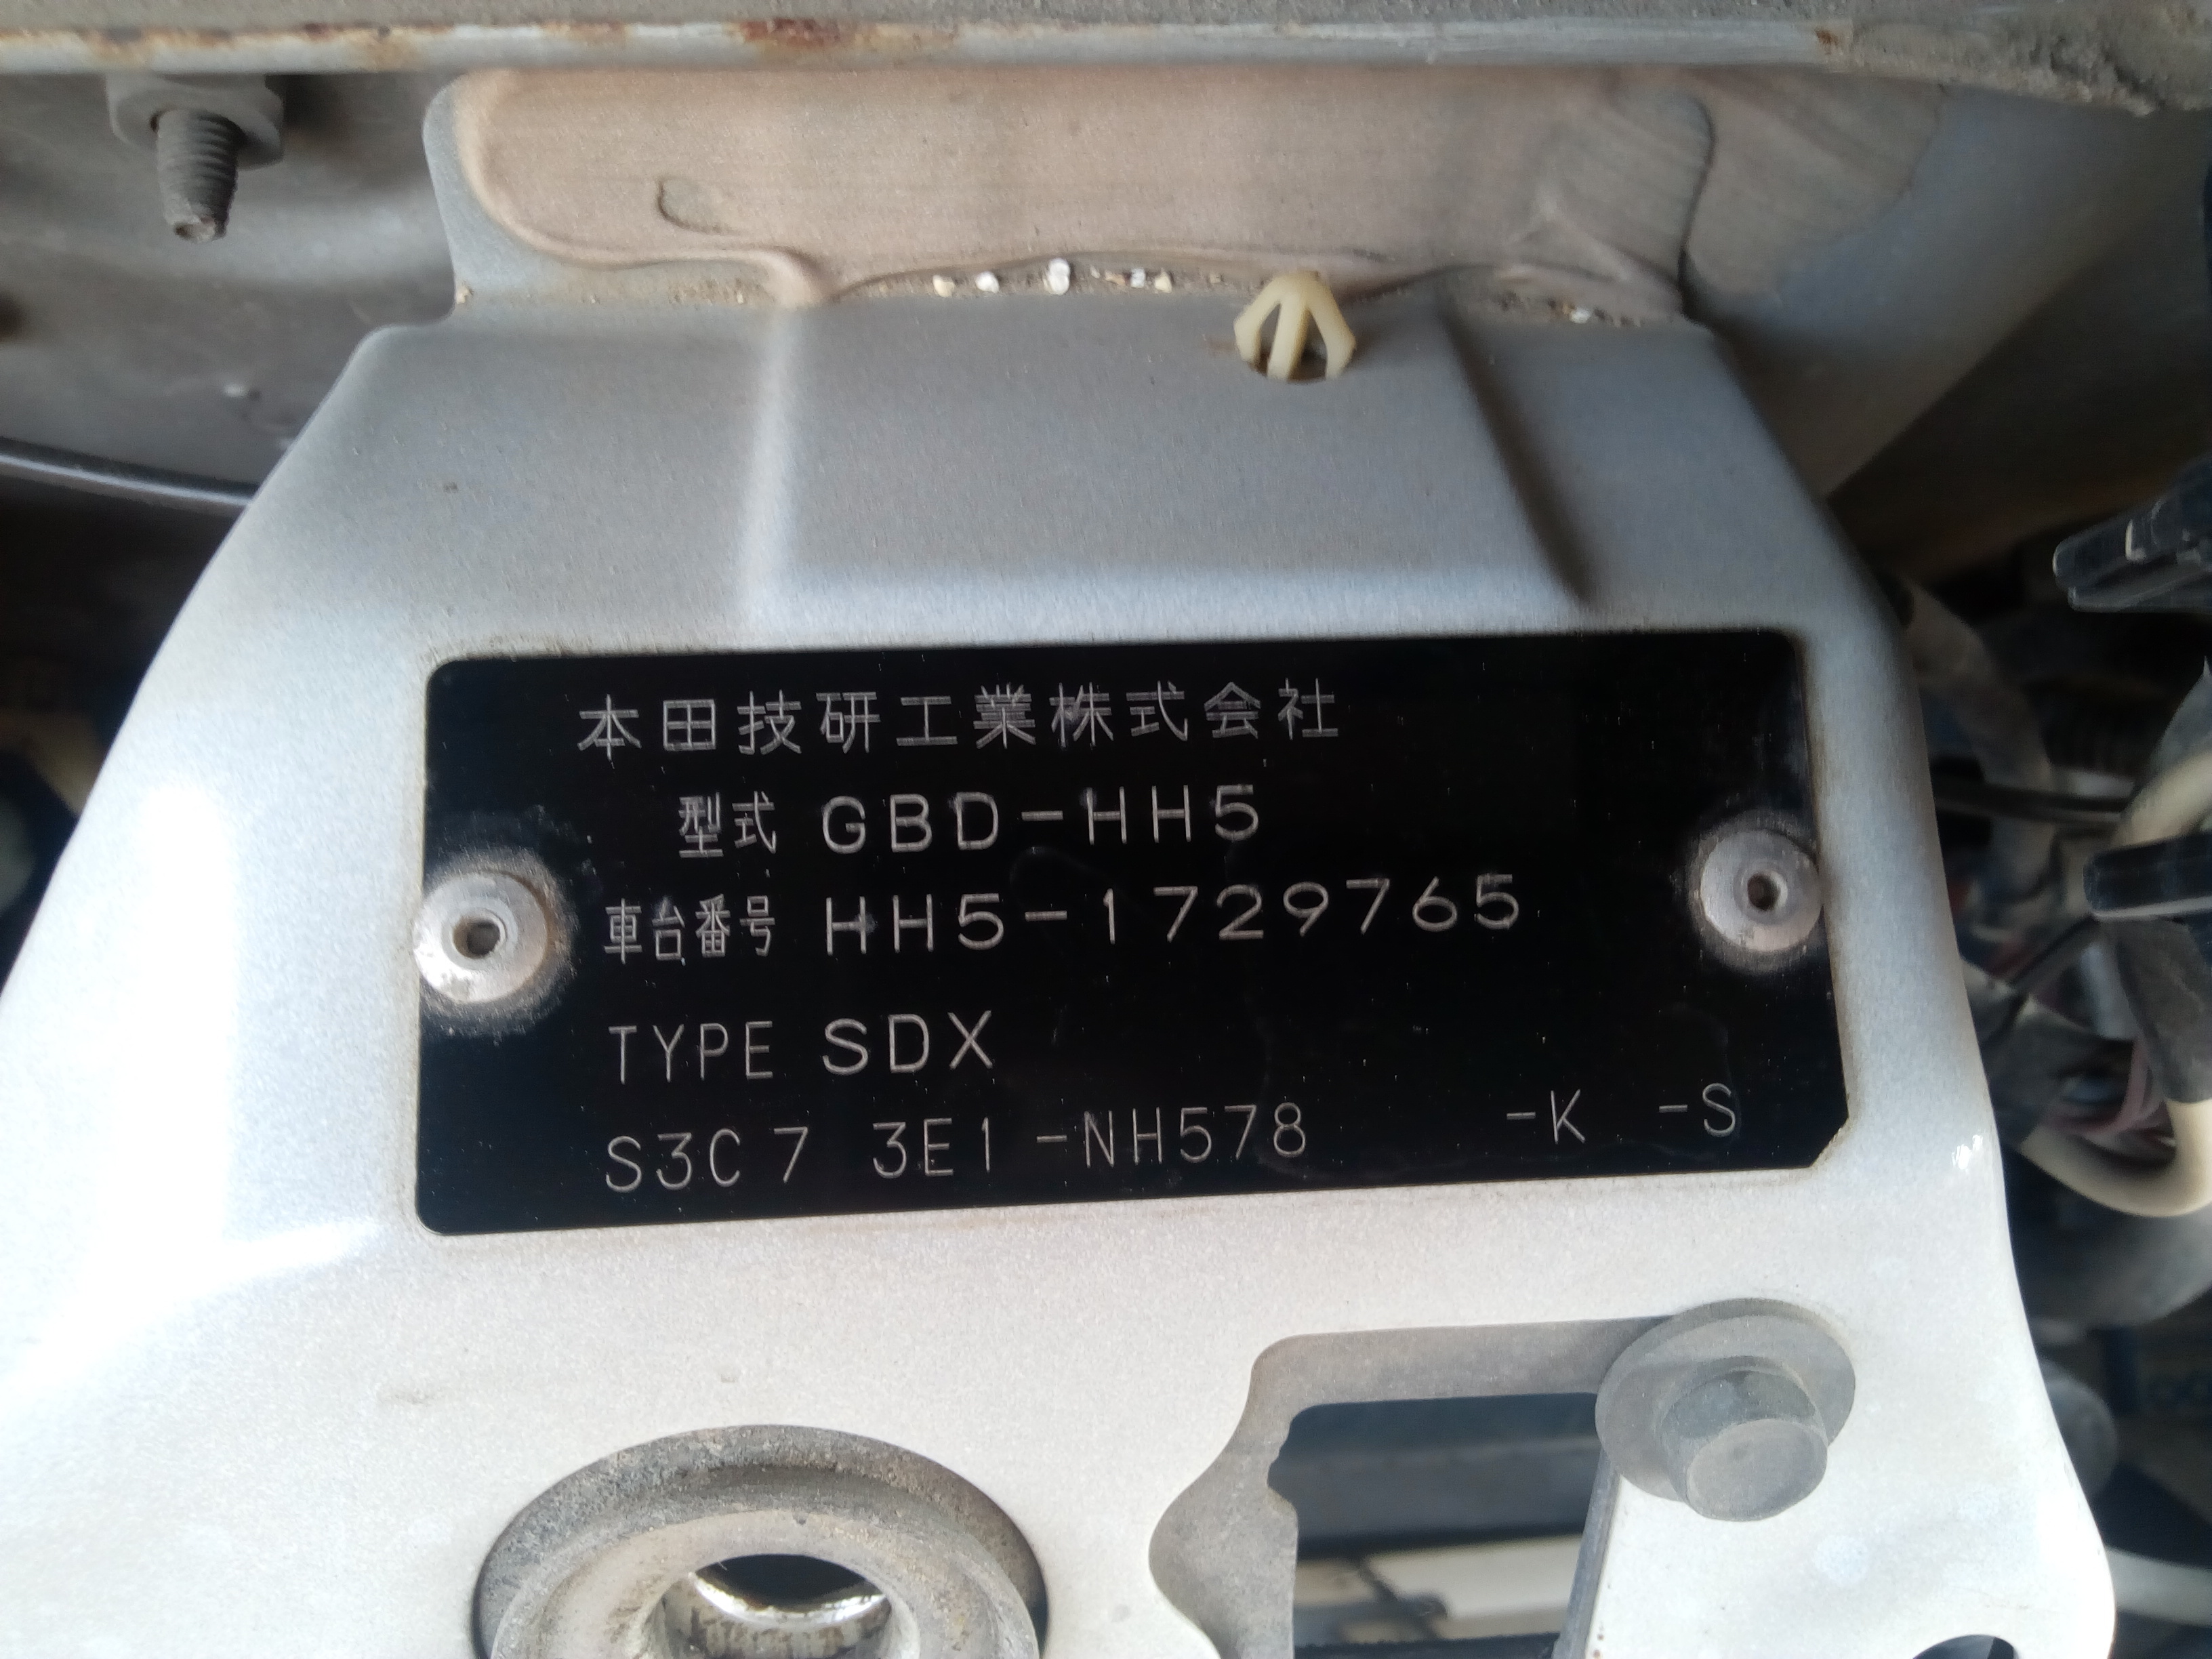 本田技研工業株式会社
型式 GBD-HH5
車台番号 HH5-1729765
TYPE SDX
S3C7 3E1 -NH578 -K -S